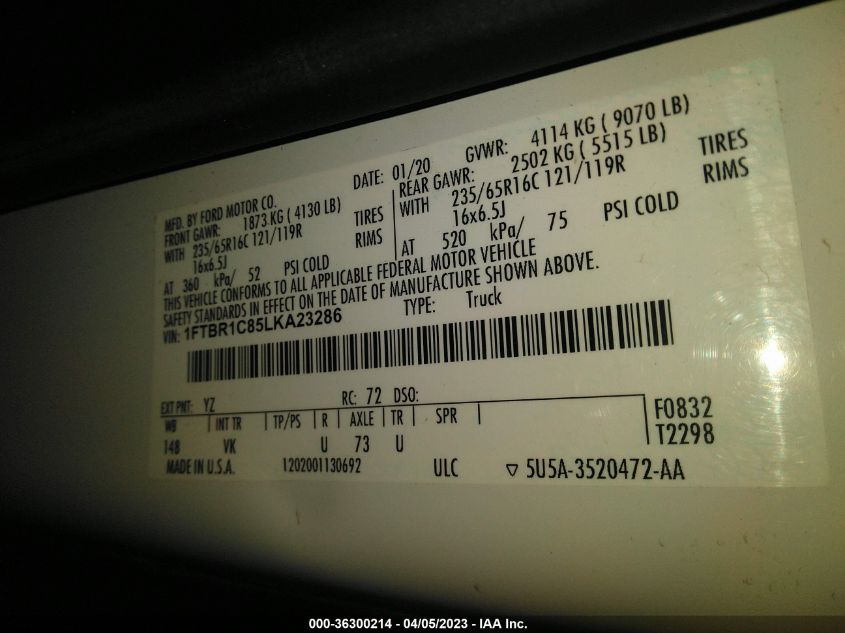 MFD. BY FORD MOTOR CO. DATE: 01/20 GVWR: 4114 KG ( 9070 LB)
FRONT GAWR: 1873 KG ( 4130 LB) REAR GAWR: 2502 KG ( 5515 LB)
WITH 235/65R16C 121/119R TIRES WITH 235/65R16C 121/119R TIRES
16x6.5J RIMS 16x6.5J RIMS
AT 360 kPa/ 52 PSI COLD AT 520 kPa/ 75 PSI COLD
THIS VEHICLE CONFORMS TO ALL APPLICABLE FEDERAL MOTOR VEHICLE
SAFETY STANDARDS IN EFFECT ON THE DATE OF MANUFACTURE SHOWN ABOVE.
VIN: 1FTBR1C85LKA23286 TYPE: Truck
EXT PNT: YZ RC: 72 DSO:
WB INT TR TP/PS R AXLE TR SPR F0832
148 VK U 73 U T2298
MADE IN U.S.A. 1202001130692 ULC ▽ 5U5A-3520472-AA
000-36300214 - 04/05/2023 - IAA Inc.